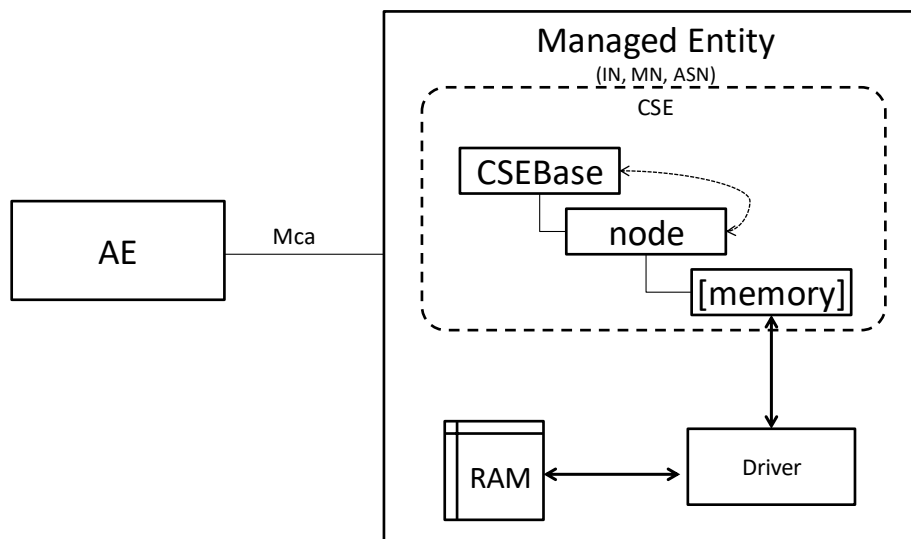 Managed Entity
(IN, MN, ASN)
CSE
CSEBase
AE
Mca
node
[memory]
RAM
Driver